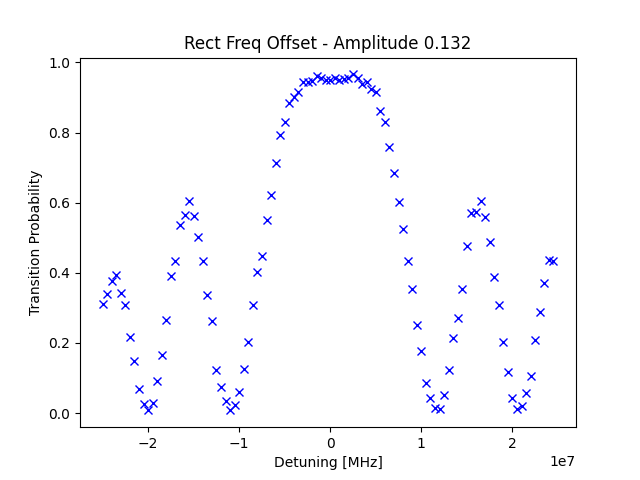 Rect Freq Offset - Amplitude 0.132
Transition Probability
1.0
0.8
0.6
0.4
0.2
0.0
−2 −1 0 1 2
1e7
Detuning [MHz]